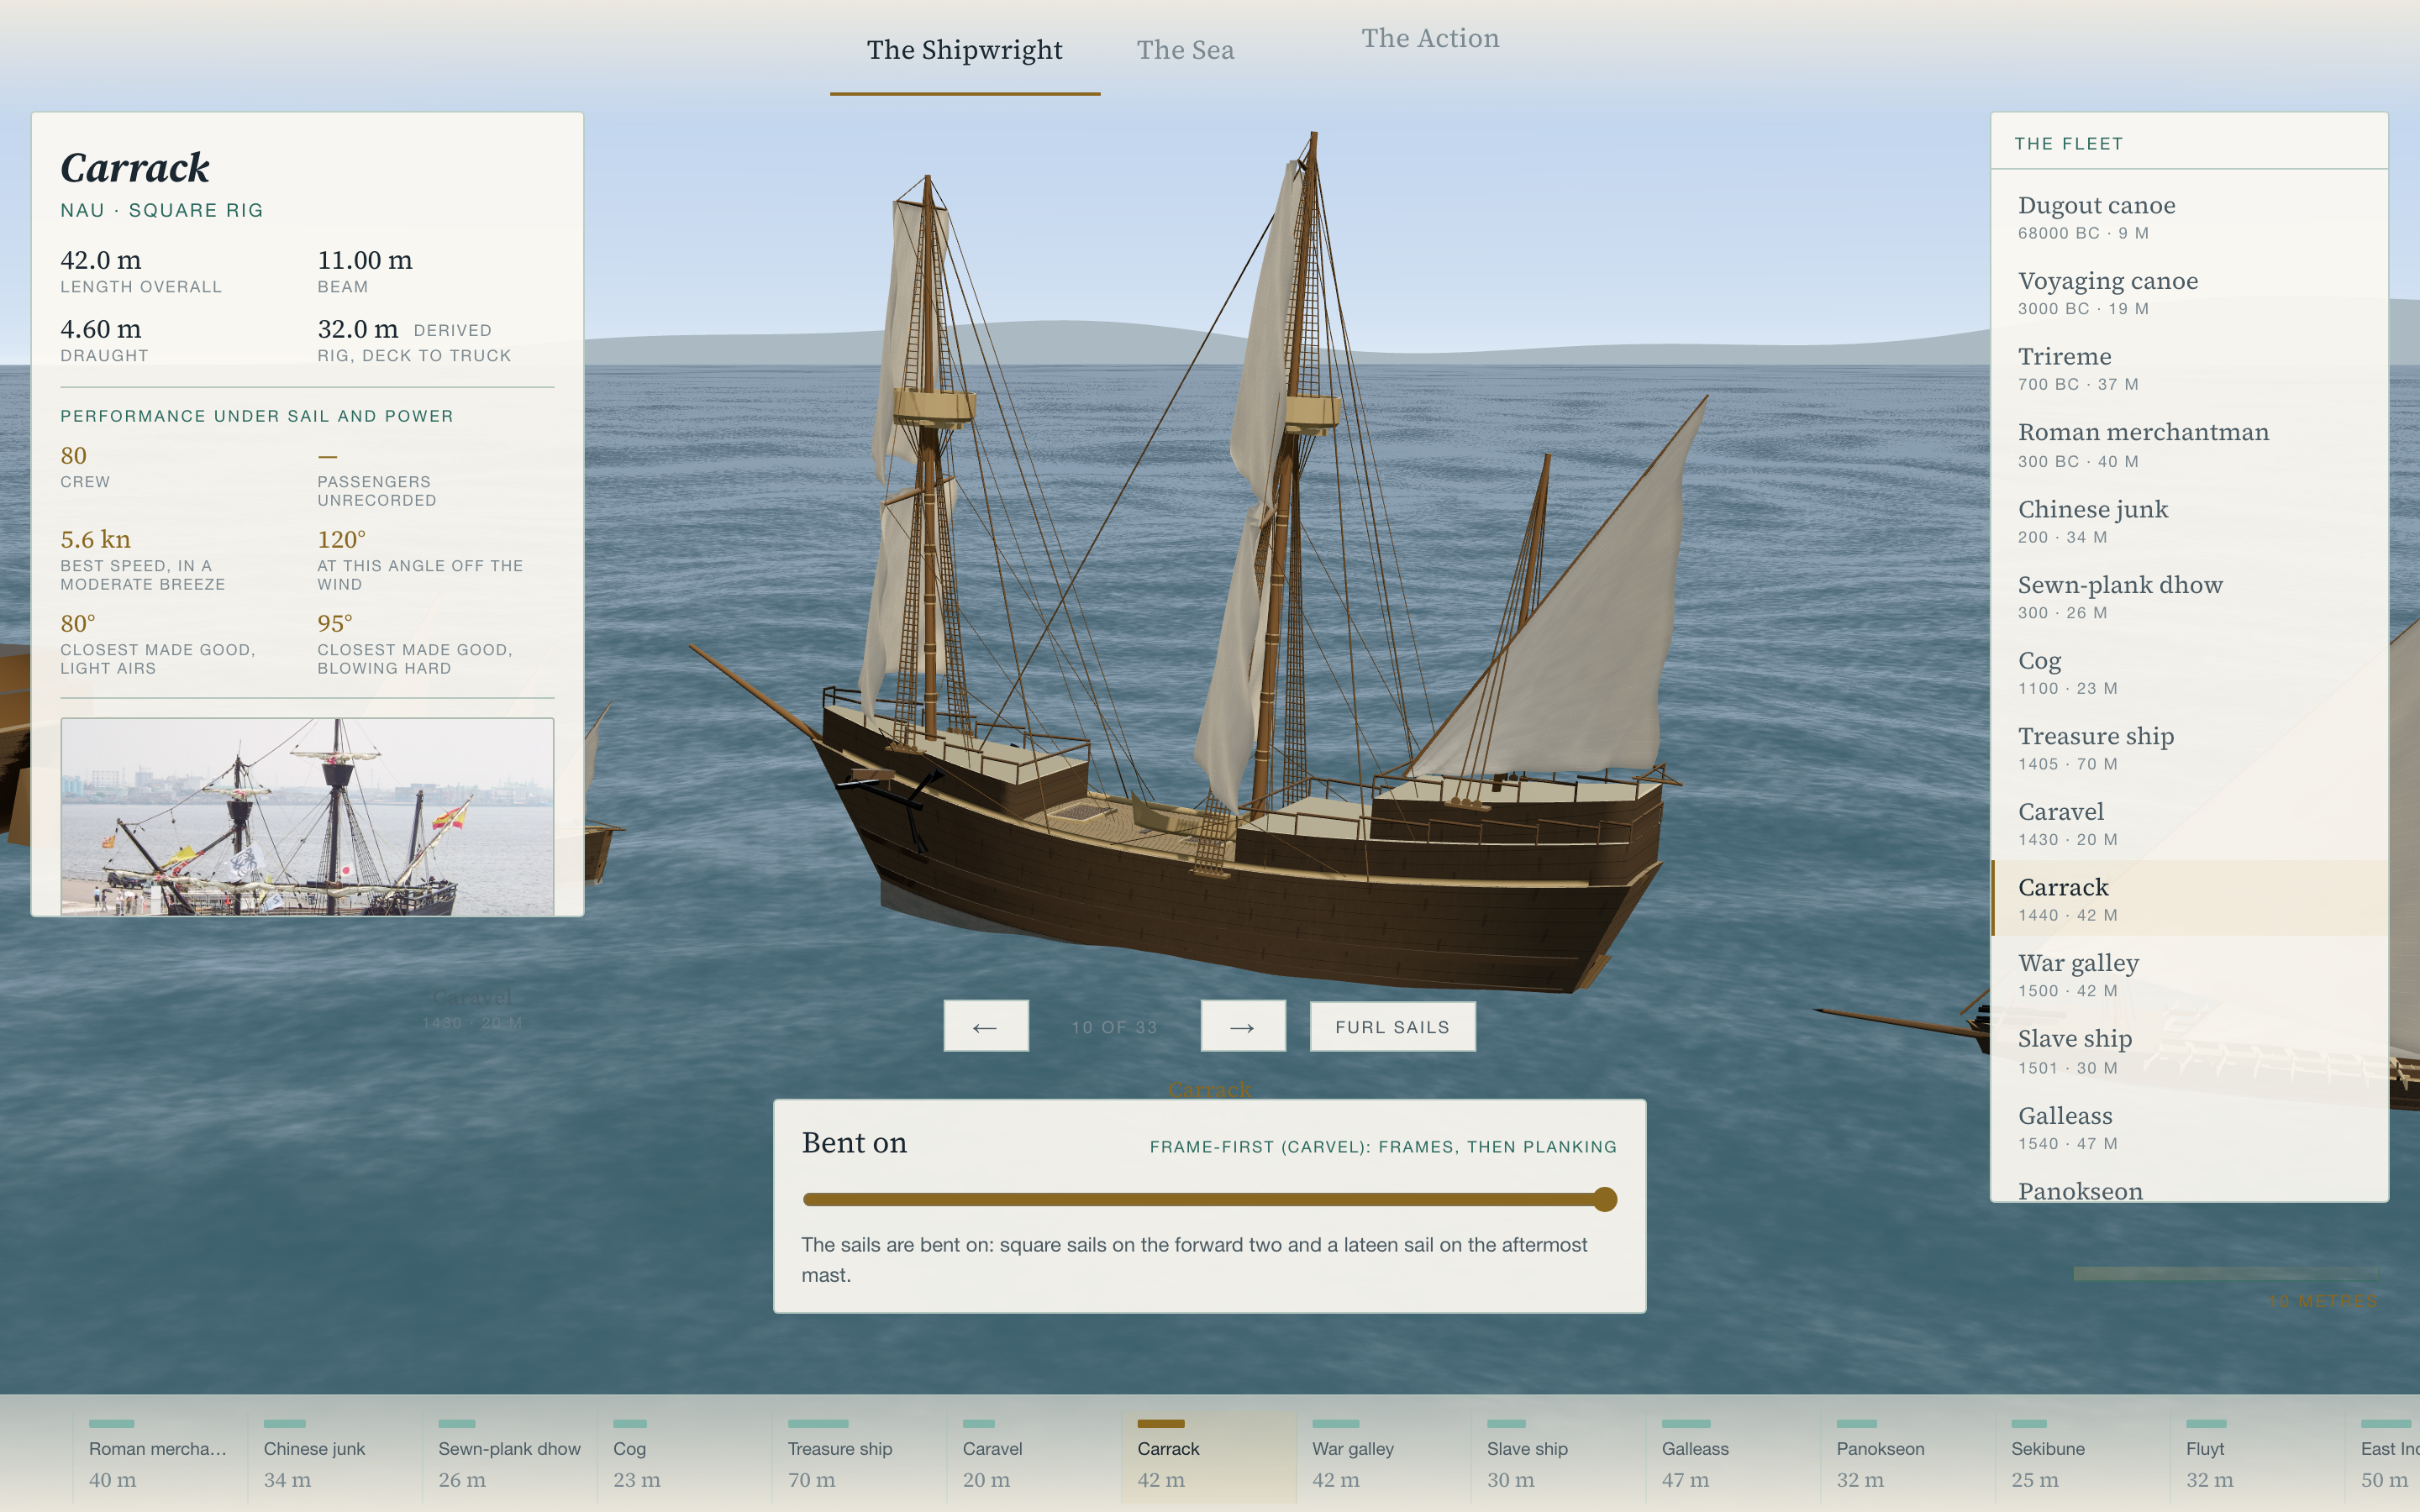 The Shipwright
The Sea
The Action
Carrack
NAU · SQUARE RIG
42.0 m
LENGTH OVERALL
11.00 m
BEAM
4.60 m
DRAUGHT
32.0 m DERIVED
RIG, DECK TO TRUCK
PERFORMANCE UNDER SAIL AND POWER
80
CREW
—
PASSENGERS
UNRECORDED
5.6 kn
BEST SPEED, IN A
MODERATE BREEZE
120°
AT THIS ANGLE OFF THE
WIND
80°
CLOSEST MADE GOOD,
LIGHT AIRS
95°
CLOSEST MADE GOOD,
BLOWING HARD
THE FLEET
Dugout canoe
68000 BC · 9 M
Voyaging canoe
3000 BC · 19 M
Trireme
700 BC · 37 M
Roman merchantman
300 BC · 40 M
Chinese junk
200 · 34 M
Sewn-plank dhow
300 · 26 M
Cog
1100 · 23 M
Treasure ship
1405 · 70 M
Caravel
1430 · 20 M
Carrack
1440 · 42 M
War galley
1500 · 42 M
Slave ship
1501 · 30 M
Galleass
1540 · 47 M
Panokseon
Caravel
1430 · 20 M
←
10 OF 33
→
FURL SAILS
Carrack
Bent on
FRAME-FIRST (CARVEL): FRAMES, THEN PLANKING
The sails are bent on: square sails on the forward two and a lateen sail on the aftermost
mast.
10 METRES
Roman mercha...
40 m
Chinese junk
34 m
Sewn-plank dhow
26 m
Cog
23 m
Treasure ship
70 m
Caravel
20 m
Carrack
42 m
War galley
42 m
Slave ship
30 m
Galleass
47 m
Panokseon
32 m
Sekibune
25 m
Fluyt
32 m
East
50 m